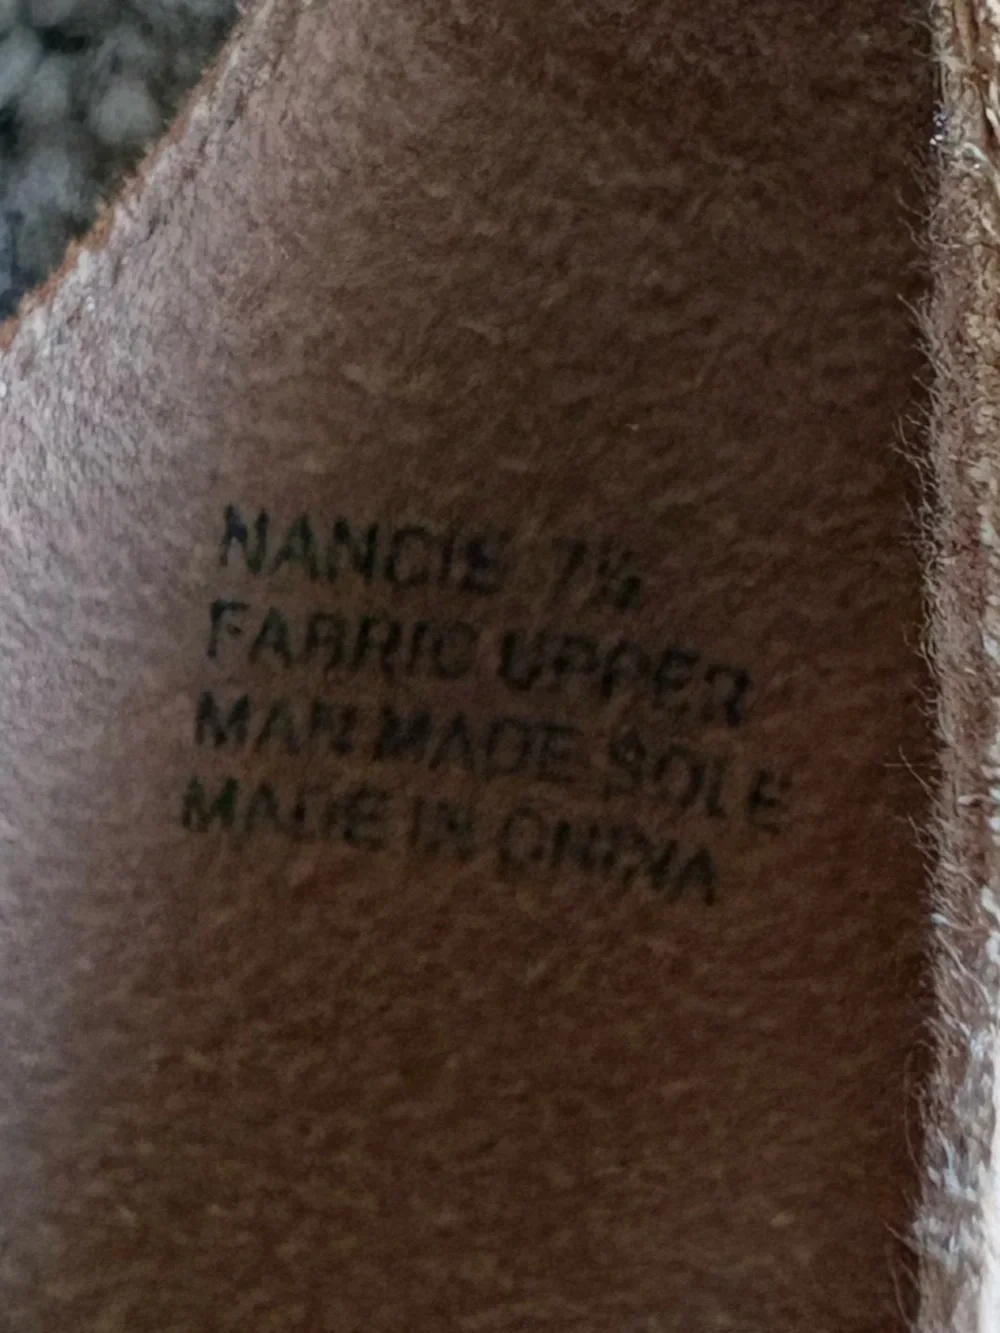 NANCIE 7½
FABRIC UPPER
MAN MADE SOLE
MADE IN CHINA